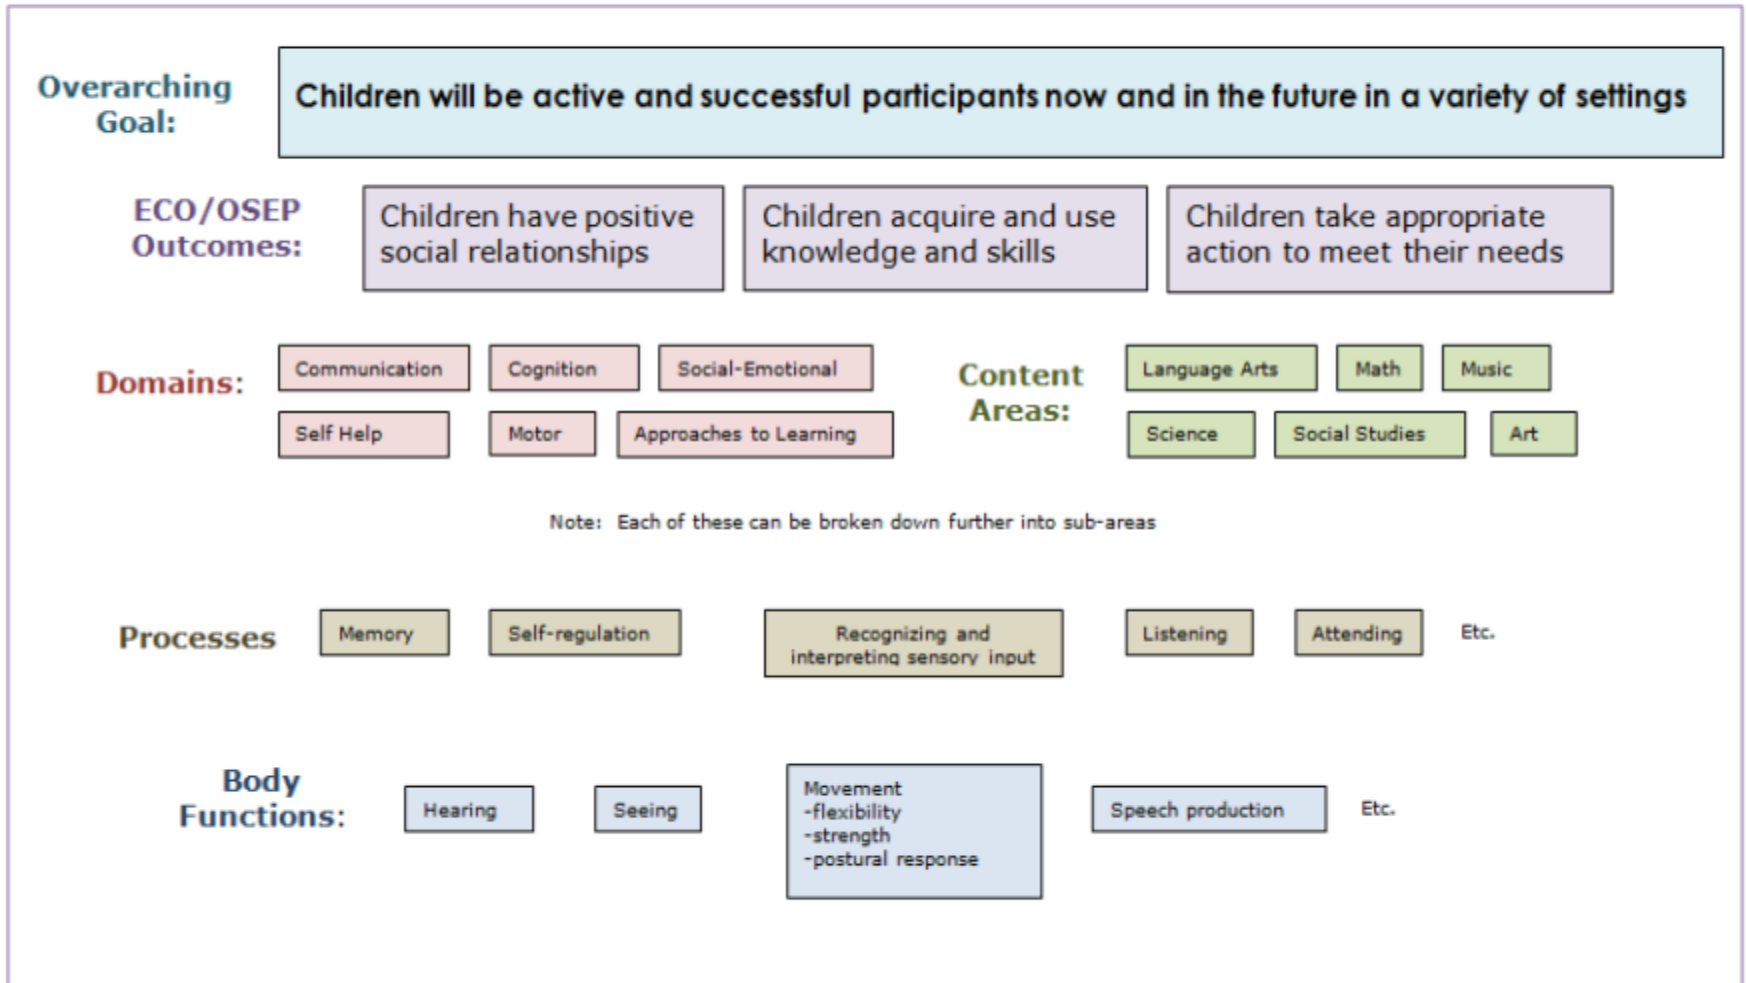 Overarching
Goal:
Children will be active and successful participants now and in the future in a variety of settings
ECO/OSEP
Outcomes:
Children have positive
social relationships
Children acquire and use
knowledge and skills
Children take appropriate
action to meet their needs
Domains:
Communication
Cognition
Social-Emotional
Self Help
Motor
Approaches to Learning
Content
Areas:
Language Arts
Math
Music
Science
Social Studies
Art
Note: Each of these can be broken down further into sub-areas
Processes
Memory
Self-regulation
Recognizing and
interpreting sensory input
Listening
Attending
Etc.
Body
Functions:
Hearing
Seeing
Movement
-flexibility
-strength
-postural response
Speech production
Etc.